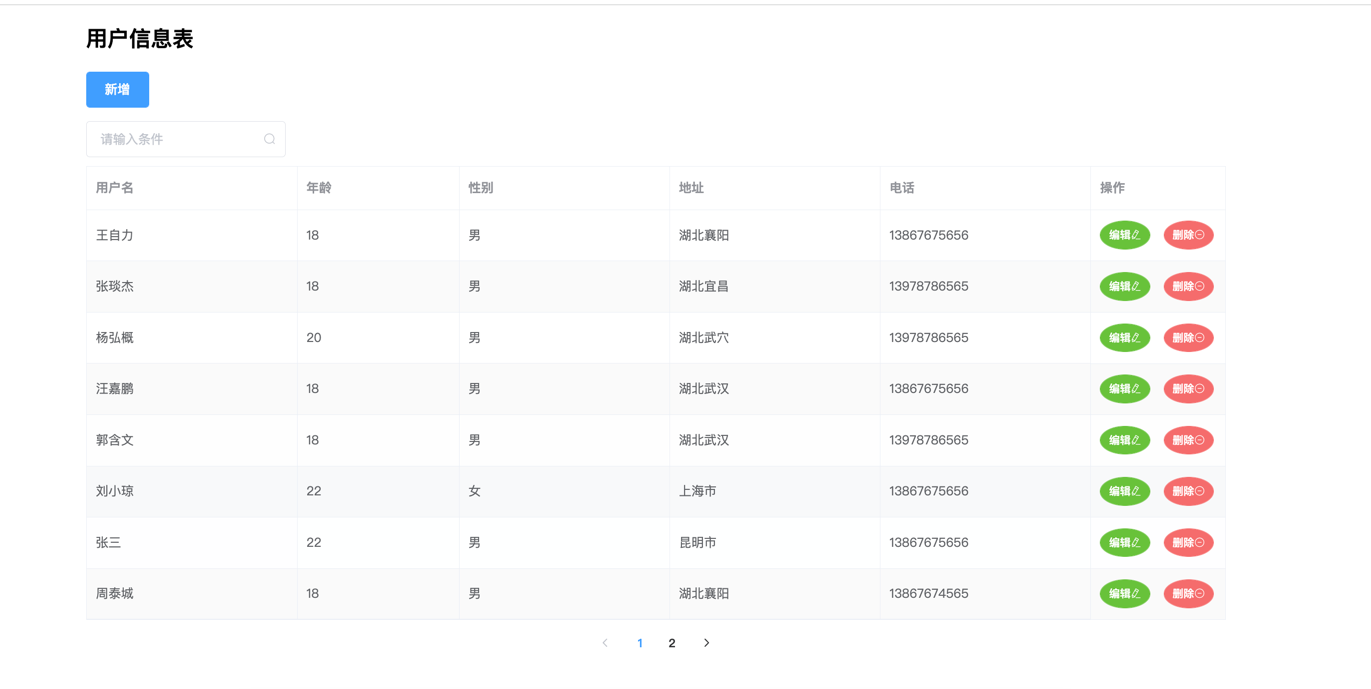 用户信息表
新增
请输入条件
用户名 年龄 性别 地址 电话 操作
王自力 18 男 湖北襄阳 13867675656 编辑 删除
张琰杰 18 男 湖北宜昌 13978786565 编辑 删除
杨弘概 20 男 湖北武穴 13978786565 编辑 删除
汪嘉鹏 18 男 湖北武汉 13867675656 编辑 删除
郭含文 18 男 湖北武汉 13978786565 编辑 删除
刘小琼 22 女 上海市 13867675656 编辑 删除
张三 22 男 昆明市 13867675656 编辑 删除
周泰城 18 男 湖北襄阳 13867674565 编辑 删除
1 2